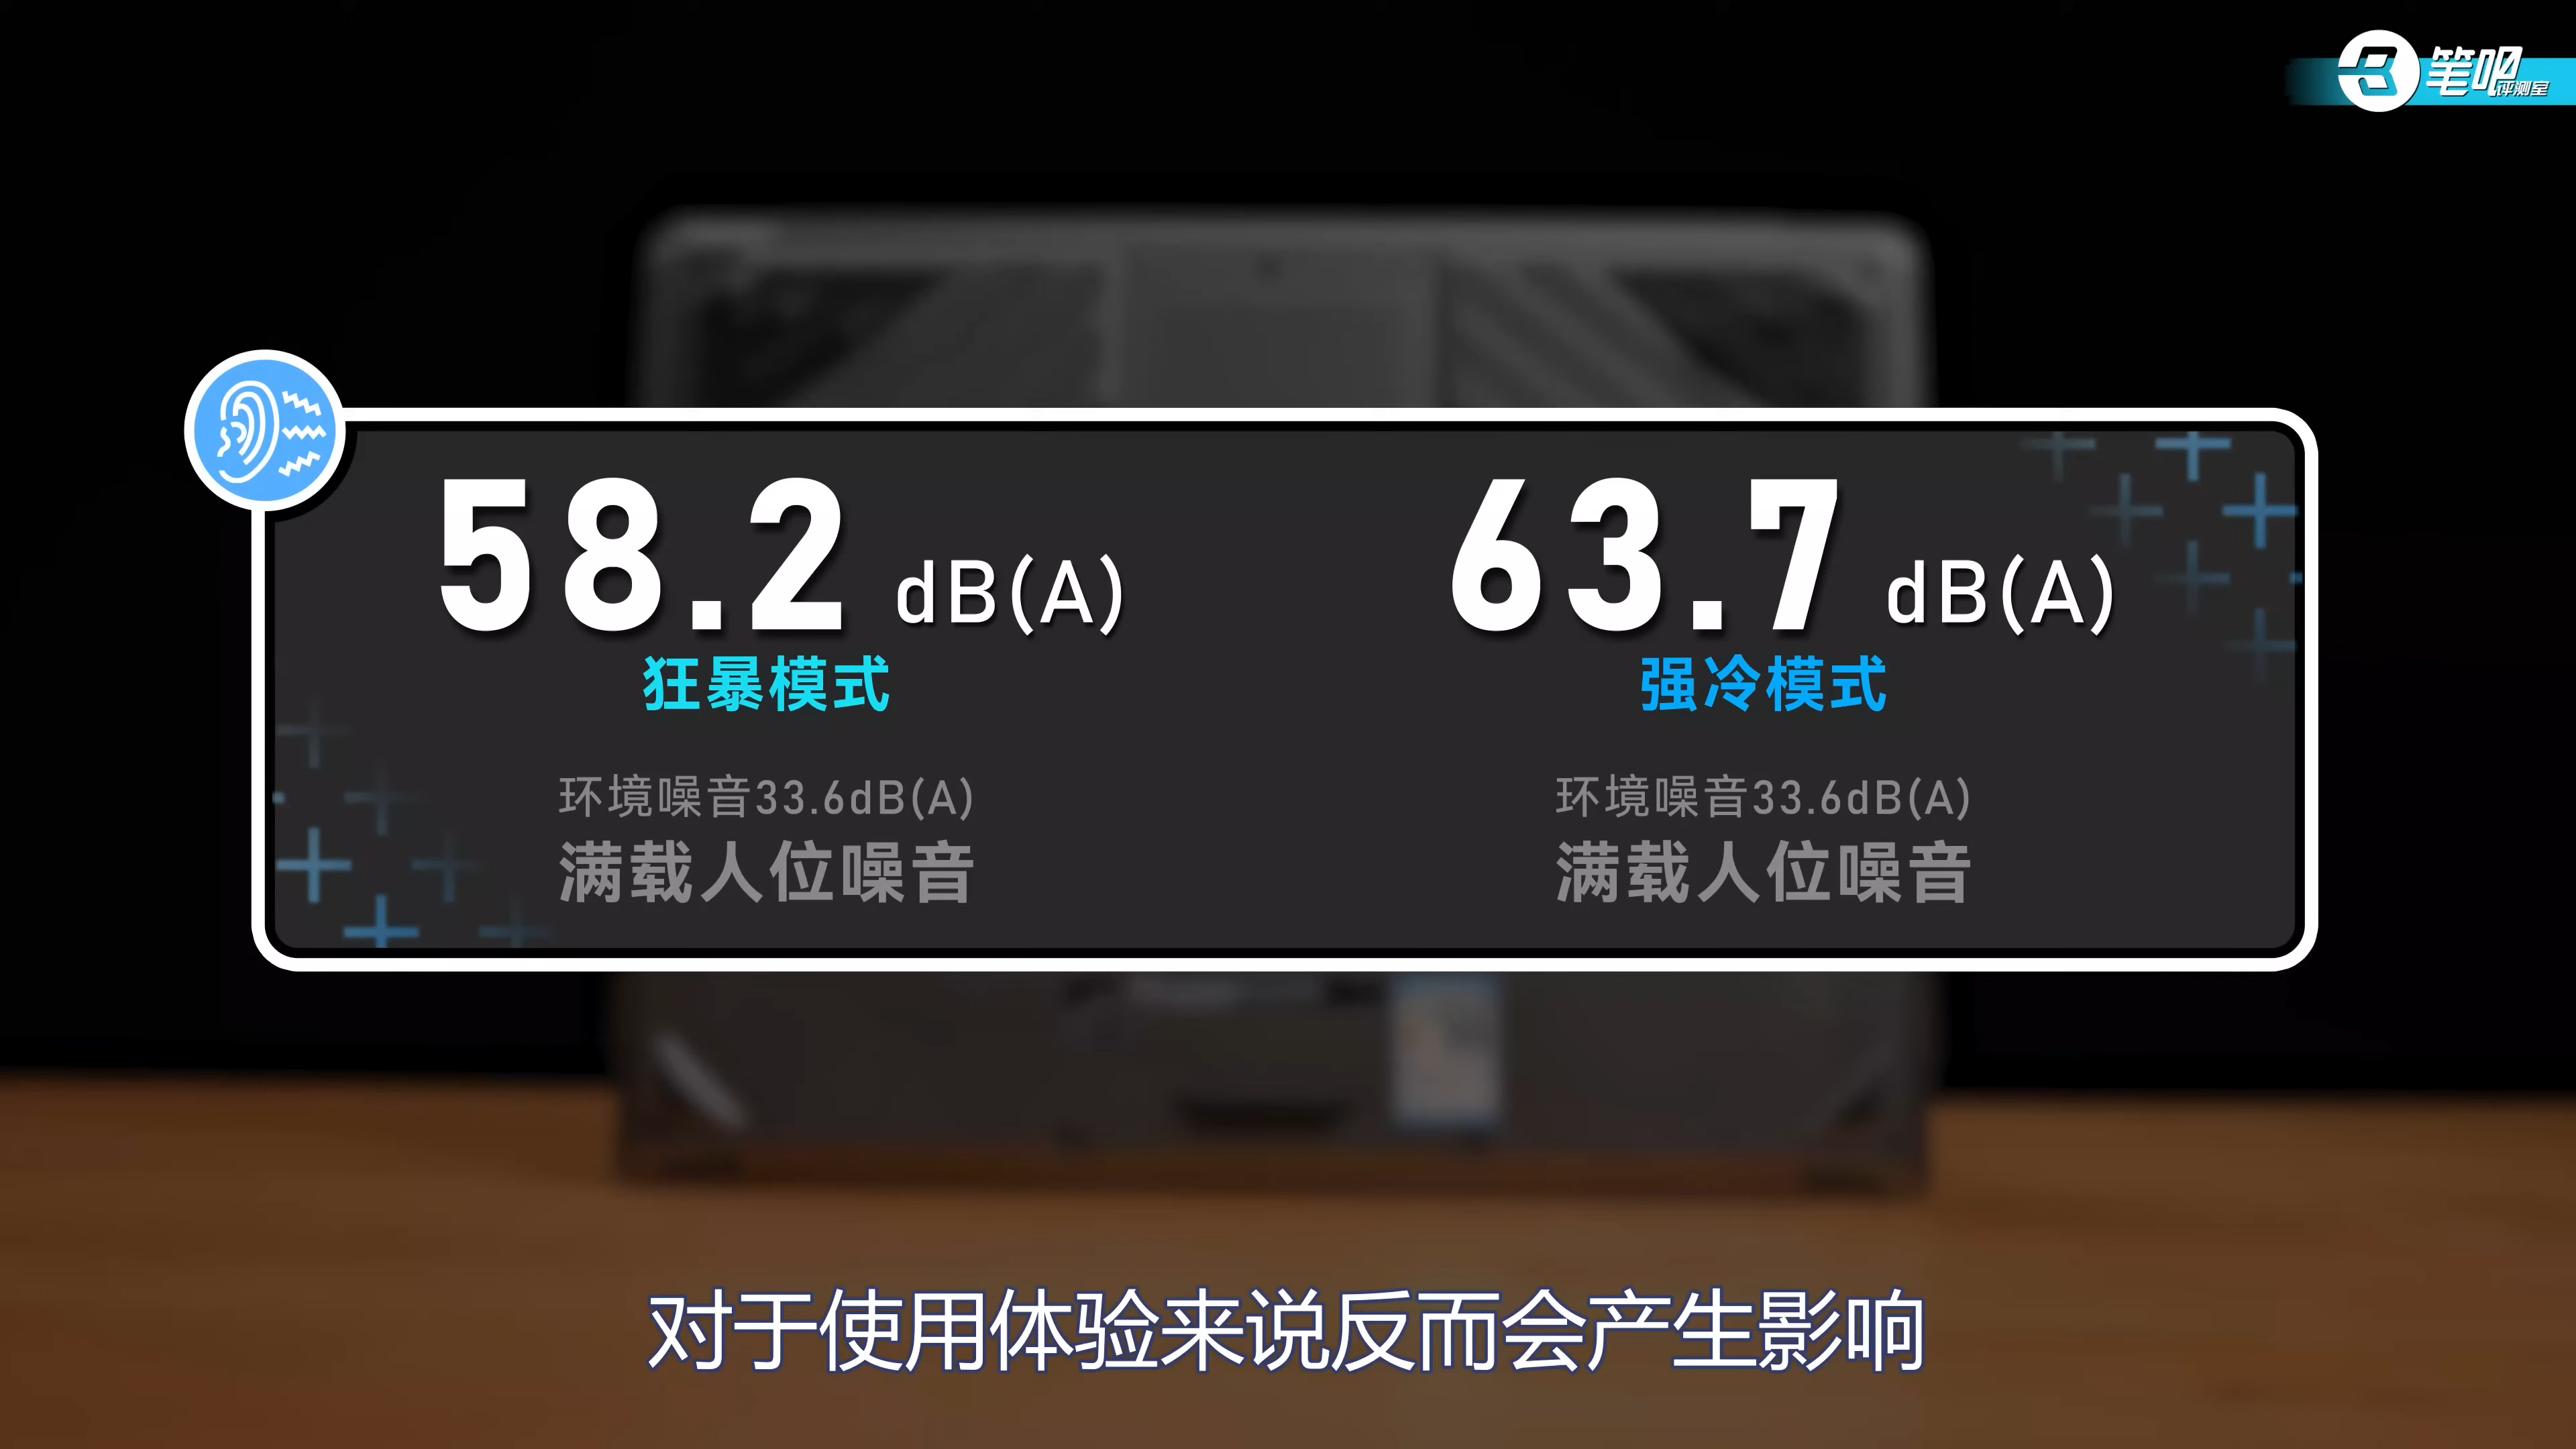 笔吧
评测室
58.2 dB(A)
狂暴模式
环境噪音33.6dB(A)
满载人位噪音
63.7 dB(A)
强冷模式
环境噪音33.6dB(A)
满载人位噪音
对于使用体验来说反而会产生影响